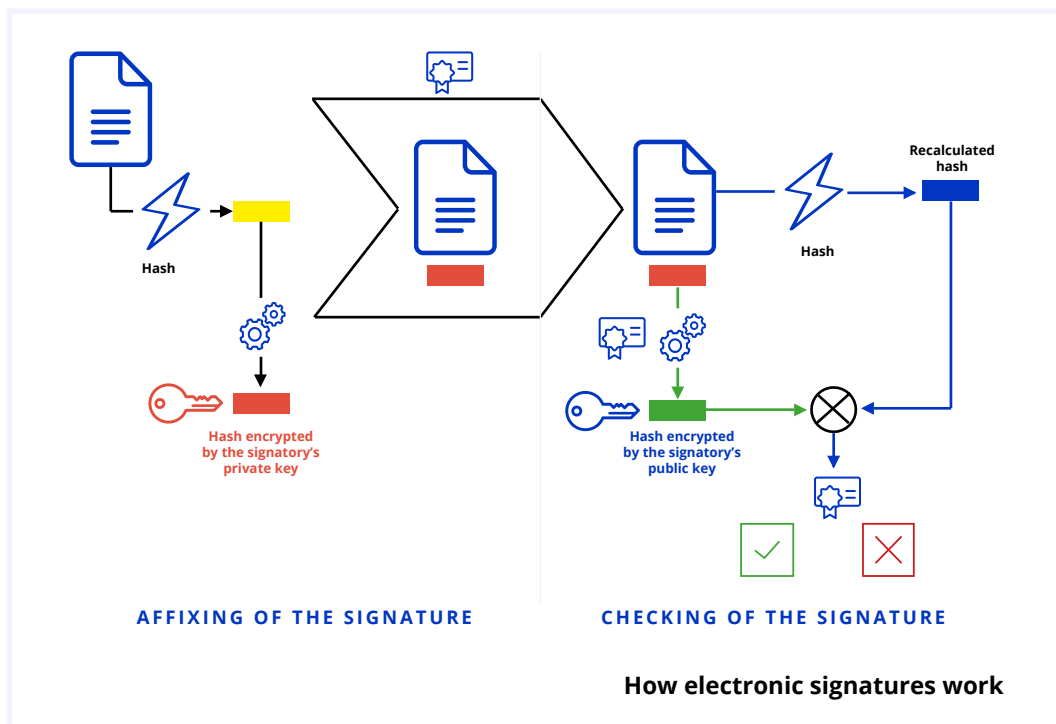 Hash
Hash encrypted
by the signatory's
private key
Recalculated
hash
Hash
Hash encrypted
by the signatory's
public key
AFFIXING OF THE SIGNATURE
CHECKING OF THE SIGNATURE
How electronic signatures work